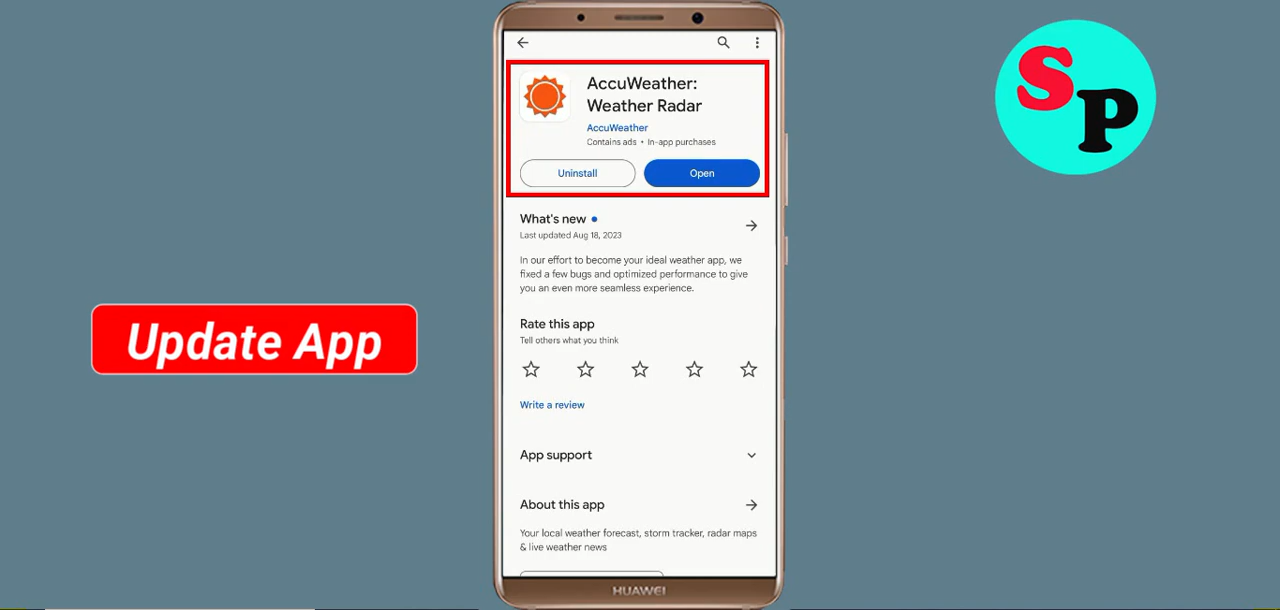 AccuWeather:
Weather Radar
AccuWeather
Contains ads • In-app purchases
Uninstall
Open
What's new
Last updated Aug 18, 2023
In our effort to become your ideal weather app, we
fixed a few bugs and optimized performance to give
you an even more seamless experience.
Rate this app
Tell others what you think
Write a review
App support
About this app
Your local weather forecast, storm tracker, radar maps
& live weather news
HUAWEI
Update App
SP